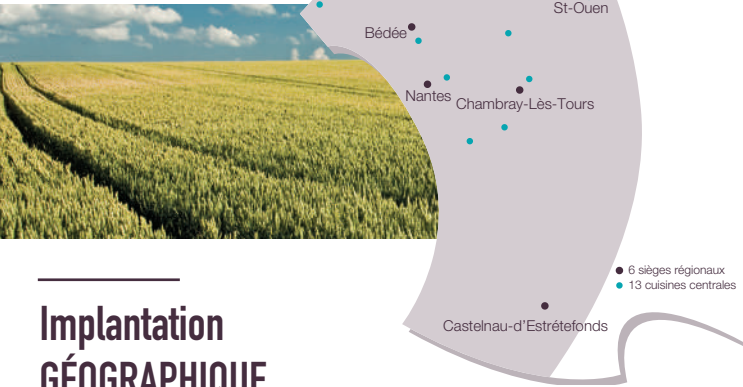 St-Ouen
Bédée
Nantes
Chambray-Lès-Tours
6 sièges régionaux
13 cuisines centrales
Castelnau-d'Estrétefonds
Implantation
GÉOGRAPHIQUE